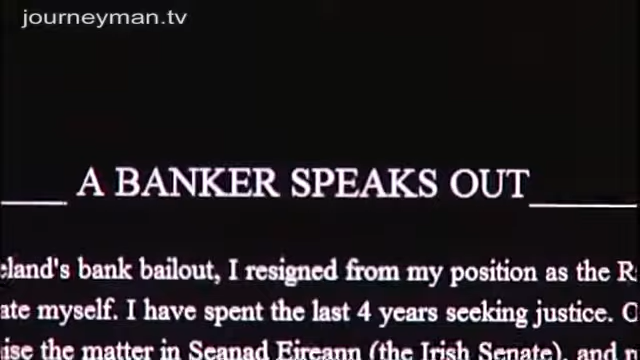 journeyman.tv
A BANKER SPEAKS OUT
eland's bank bailout, I resigned from my position as the R
ate myself. I have spent the last 4 years seeking justice. O
ise the matter in Seanad Eireann (the Irish Senate), and